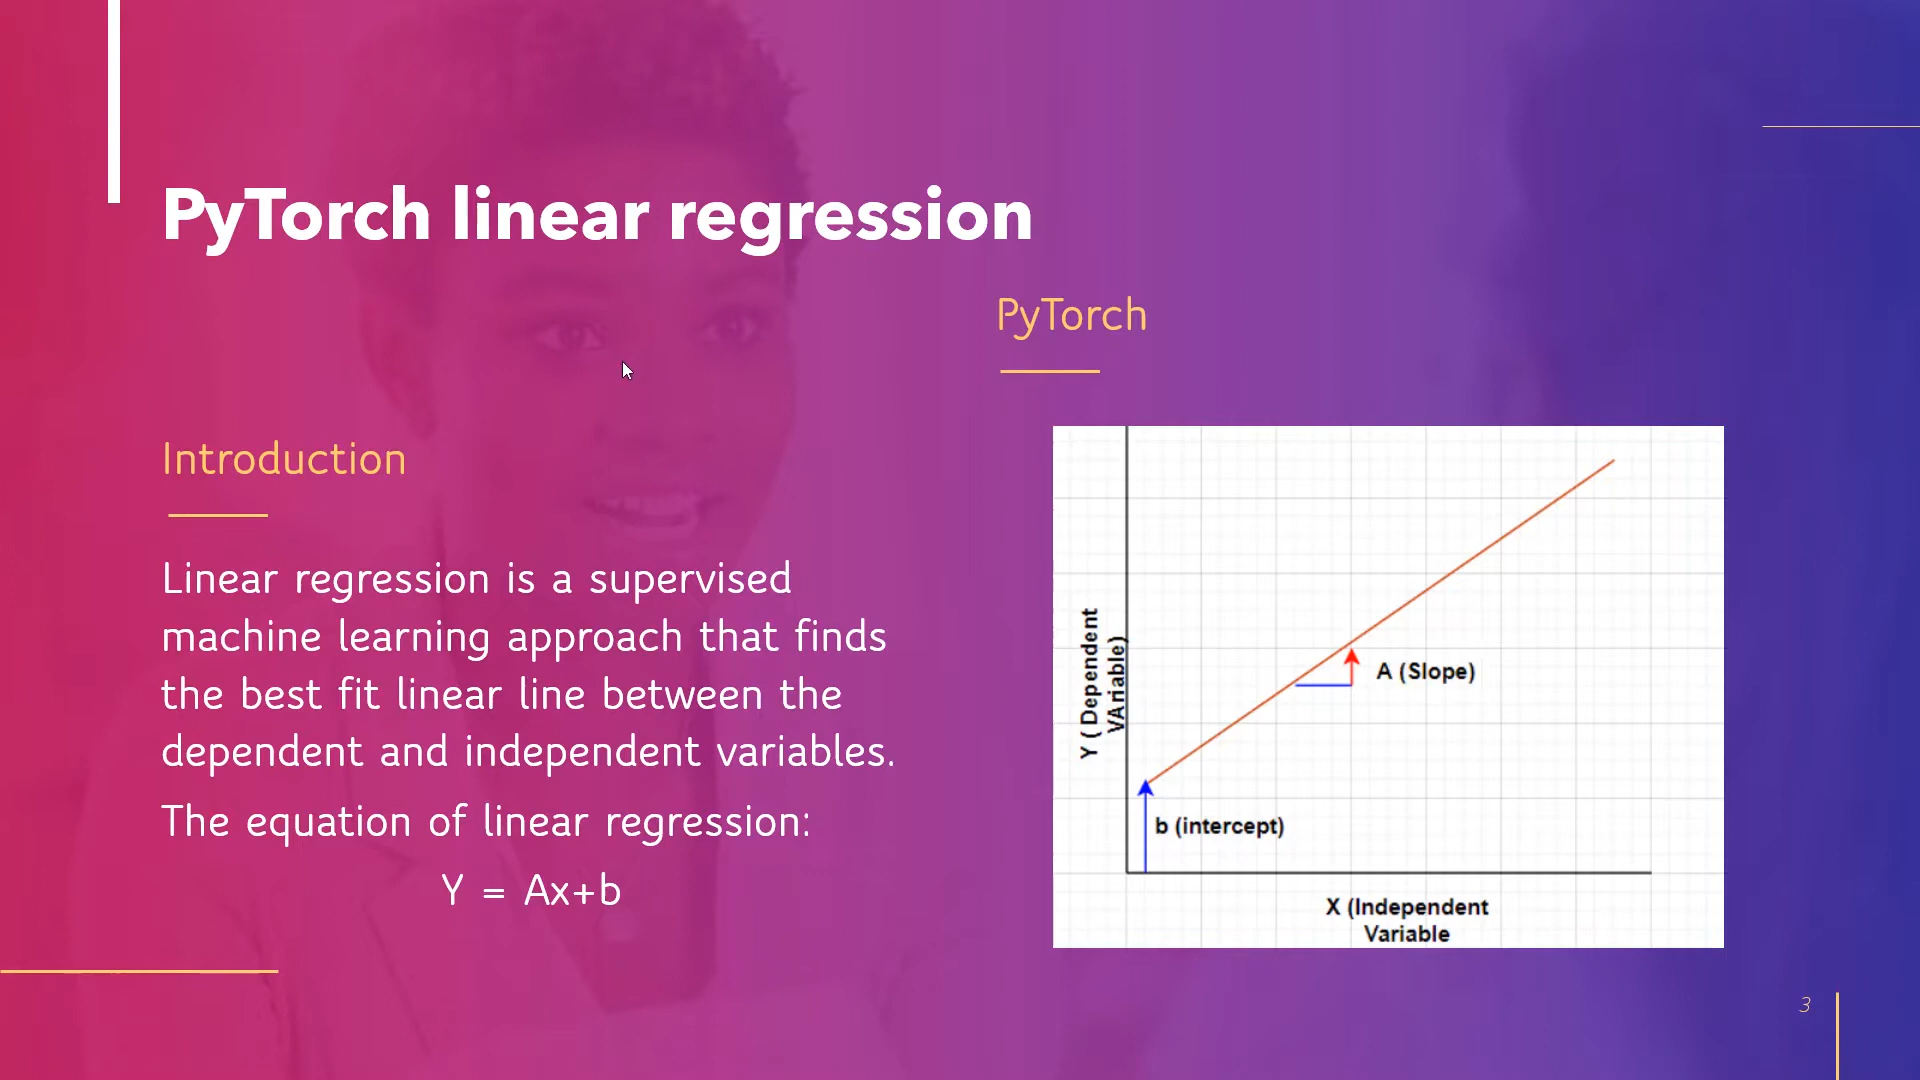 PyTorch linear regression
PyTorch
Introduction
Linear regression is a supervised
machine learning approach that finds
the best fit linear line between the
dependent and independent variables.
The equation of linear regression:
Y = Ax+b
Y ( Dependent
VAriable)
A (Slope)
b (intercept)
X (Independent
Variable
3